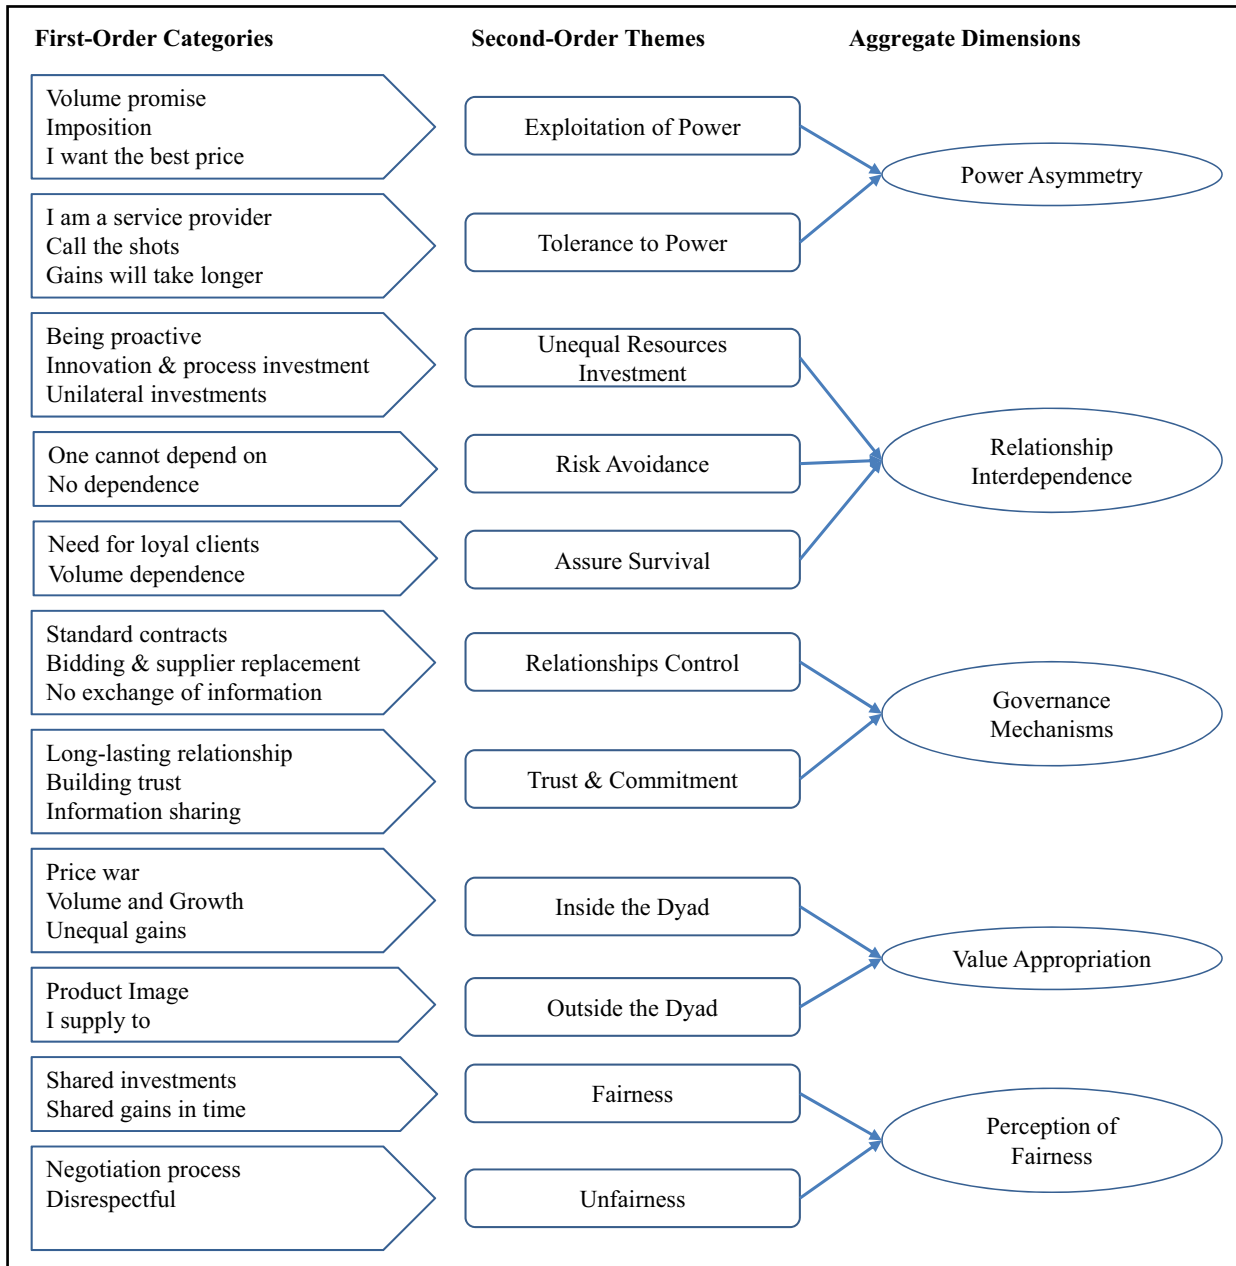 First-Order Categories
Second-Order Themes
Aggregate Dimensions
Volume promise
Imposition
I want the best price
Exploitation of Power
Power Asymmetry
I am a service provider
Call the shots
Gains will take longer
Tolerance to Power
Being proactive
Innovation & process investment
Unilateral investments
Unequal Resources
Investment
Relationship
Interdependence
One cannot depend on
No dependence
Risk Avoidance
Need for loyal clients
Volume dependence
Assure Survival
Standard contracts
Bidding & supplier replacement
No exchange of information
Relationships Control
Governance
Mechanisms
Long-lasting relationship
Building trust
Information sharing
Trust & Commitment
Price war
Volume and Growth
Unequal gains
Inside the Dyad
Value Appropriation
Product Image
I supply to
Outside the Dyad
Shared investments
Shared gains in time
Fairness
Perception of
Fairness
Negotiation process
Disrespectful
Unfairness